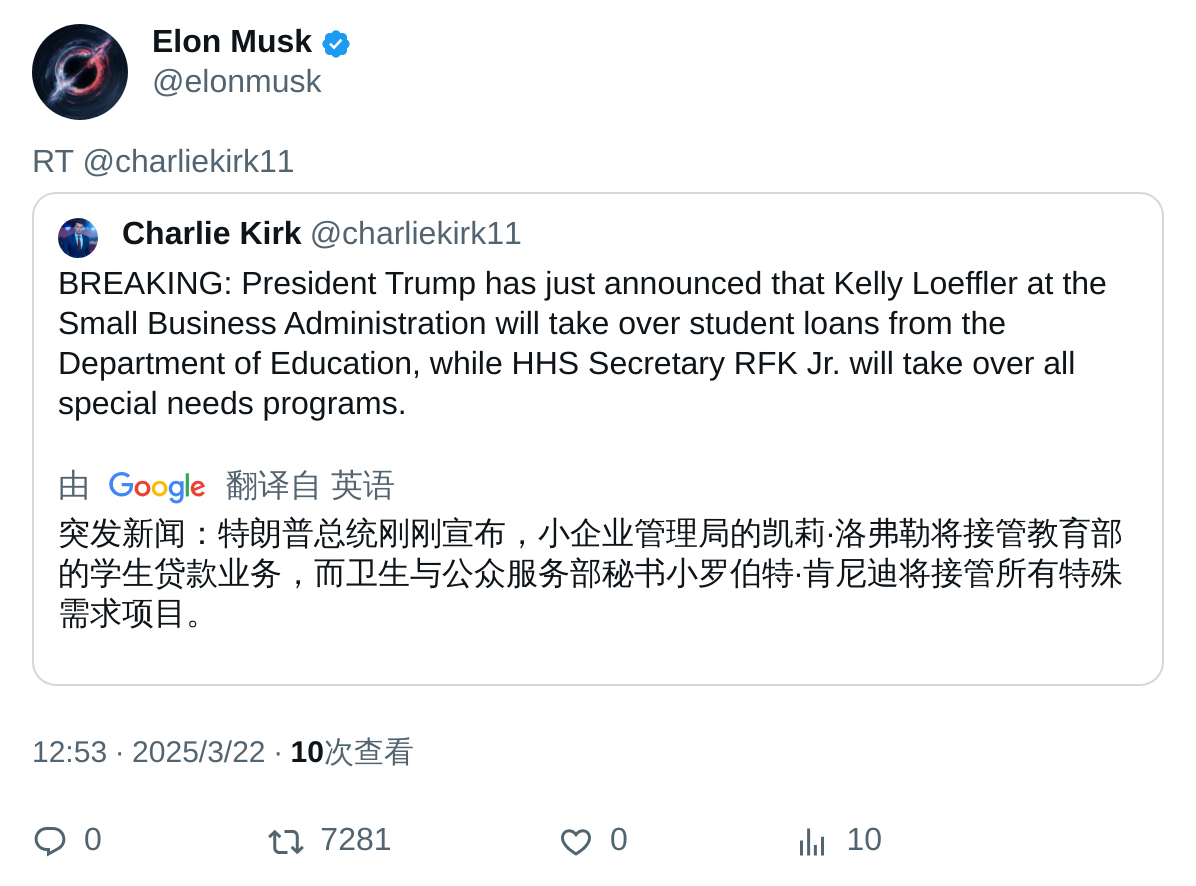 Elon Musk
@elonmusk
RT @charliekirk11
Charlie Kirk @charliekirk11
BREAKING: President Trump has just announced that Kelly Loeffler at the
Small Business Administration will take over student loans from the
Department of Education, while HHS Secretary RFK Jr. will take over all
special needs programs.
由 Google 翻译自 英语
突发新闻：特朗普总统刚刚宣布，小企业管理局的凯莉·洛弗勒将接管教育部
的学生贷款业务，而卫生与公众服务部秘书小罗伯特·肯尼迪将接管所有特殊
需求项目。
12:53 · 2025/3/22 · 10次查看
0 7281 0 10